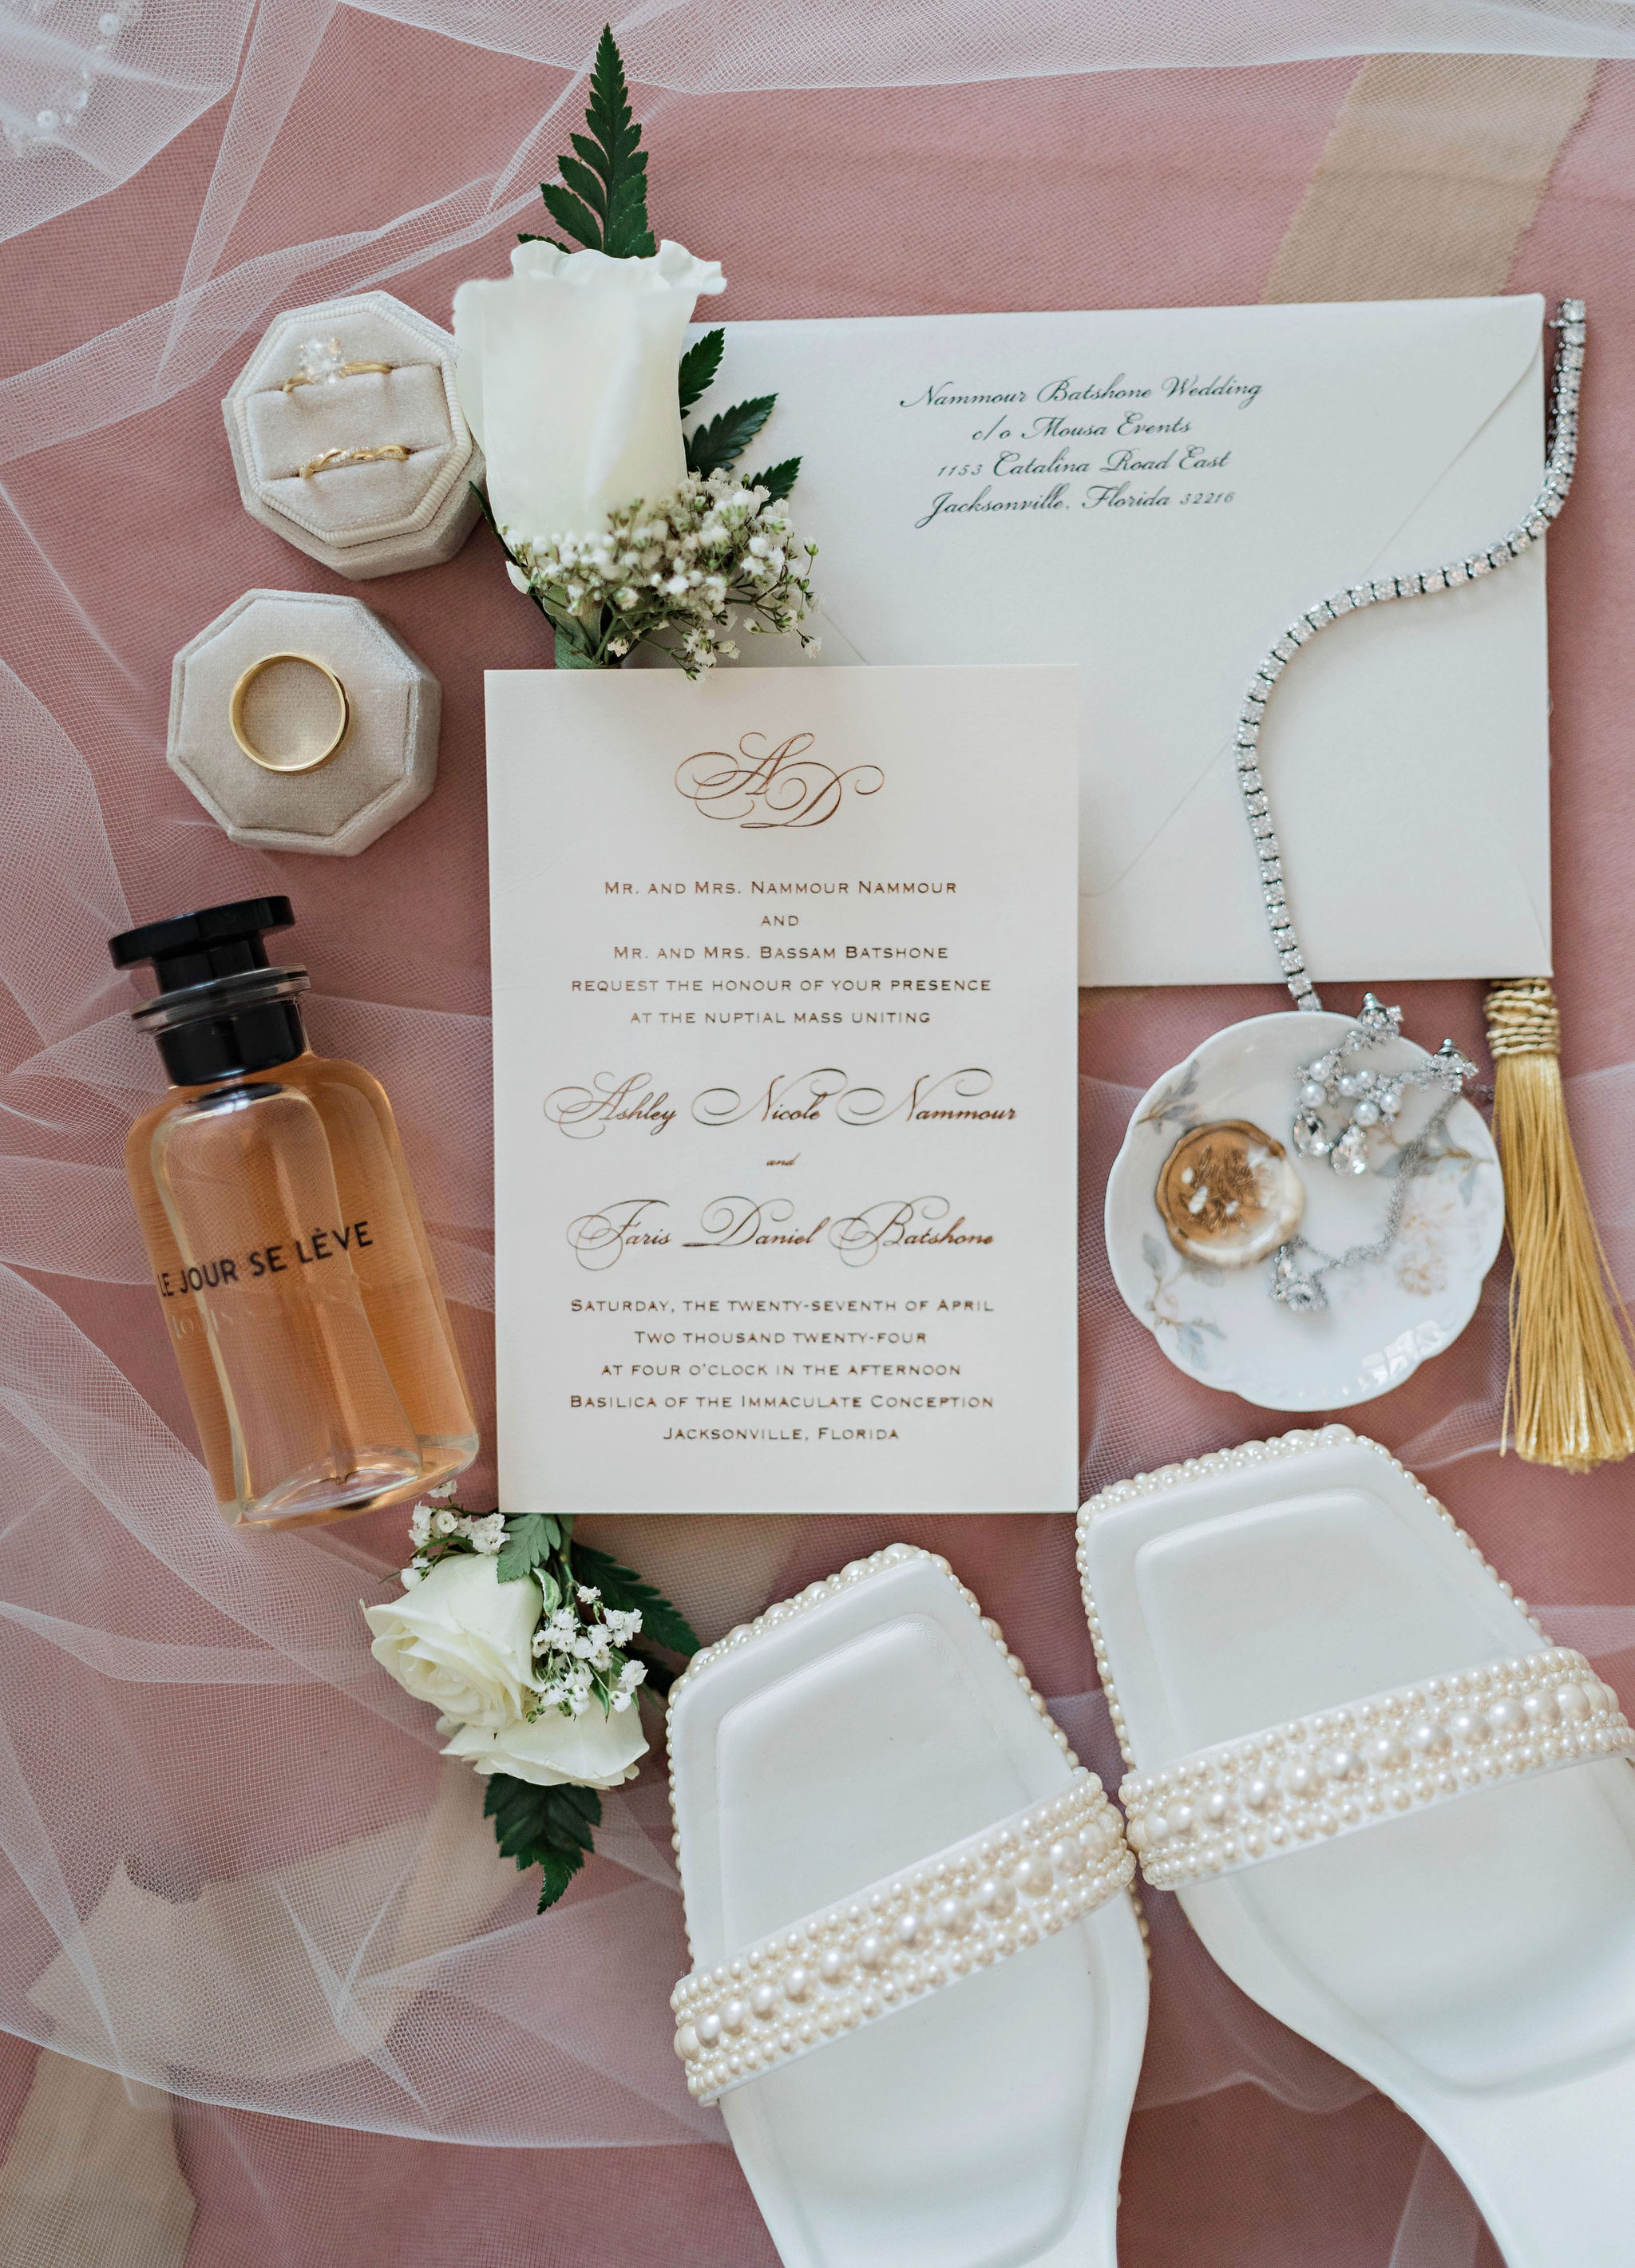 Nammour Batshone Wedding
c/o Mousa Events
1153 Catalina Road East
Jacksonville, Florida 32216
AD
MR. AND MRS. NAMMOUR NAMMOUR
AND
MR. AND MRS. BASSAM BATSHONE
REQUEST THE HONOUR OF YOUR PRESENCE
AT THE NUPTIAL MASS UNITING
Ashley Nicole Nammour
and
Faris Daniel Batshone
SATURDAY, THE TWENTY-SEVENTH OF APRIL
TWO THOUSAND TWENTY-FOUR
AT FOUR O'CLOCK IN THE AFTERNOON
BASILICA OF THE IMMACULATE CONCEPTION
JACKSONVILLE, FLORIDA
LE JOUR SE LÈVE